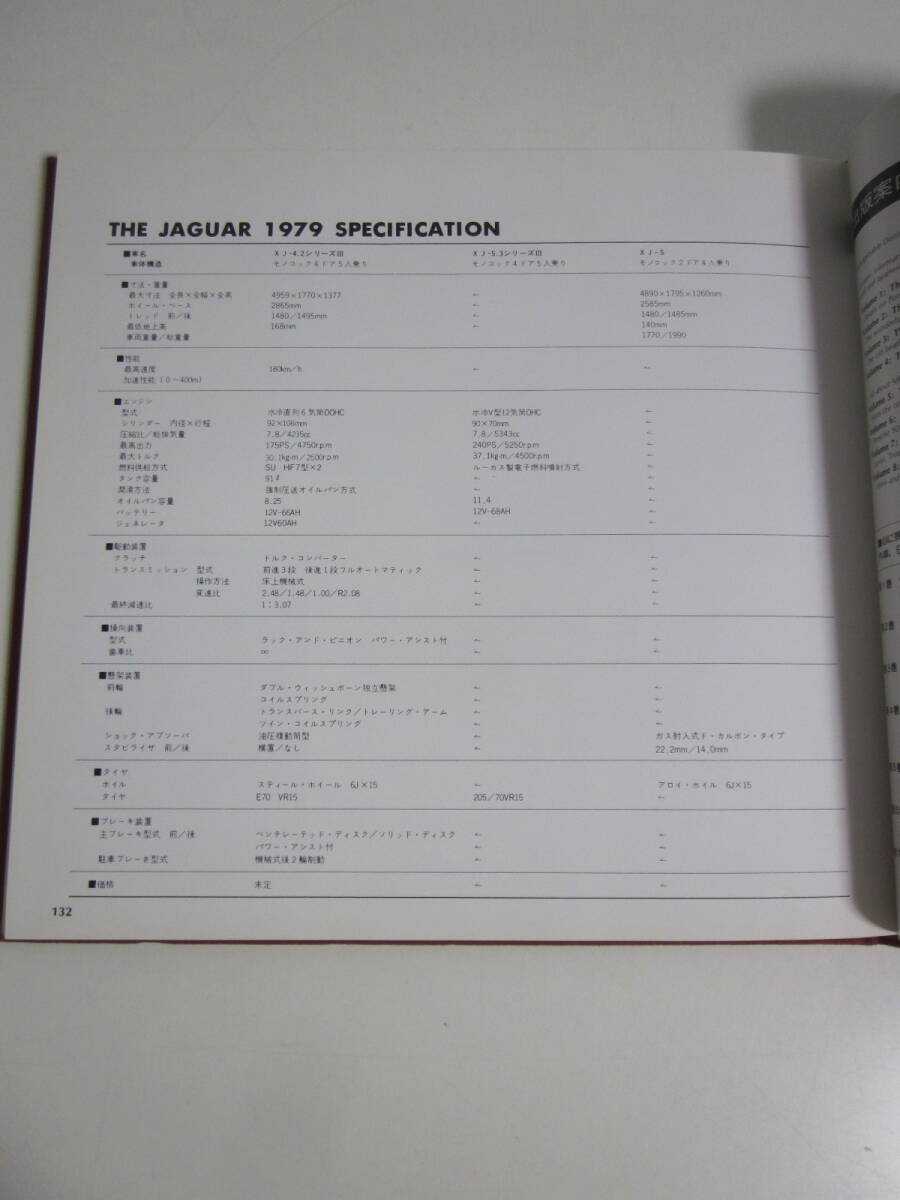 THE JAGUAR 1979 SPECIFICATION
■車名 XJ-4.2シリーズIII XJ-5.3シリーズIII XJ-S
車体構造 モノコック4ドア5人乗り モノコック4ドア5人乗り モノコック2ドア4人乗り
■寸法・重量
最大寸法 全長×全幅×全高 4959×1770×1377 ← 4890×1795×1260mm
ホイール・ベース 2865mm ← 2585mm
トレッド 前/後 1480/1495mm ← 1480/1485mm
最低地上高 168mm ← 140mm
車両重量/総重量 1770/1990
■性能
最高速度 180km/h ← ←
加速性能(0~400m)
■エンジン
型式 水冷直列6気筒DOHC 水冷V型12気筒OHC ←
シリンダー 内径×行程 92×106mm 90×70mm ←
圧縮比/総排気量 7.8/4235cc 7.8/5343cc ←
最高出力 175PS/4750rpm 240PS/5250rpm ←
最大トルク 30.1kg-m/2500rpm 37.1kg-m/4500rpm ←
燃料供給方式 SU HIF7型×2 ルーカス製電子燃料噴射方式 ←
タンク容量 91ℓ ← ←
潤滑方法 強制圧送オイルパン方式 ← ←
オイルパン容量 8.25 11.4 ←
バッテリー 12V-66AH 12V-68AH ←
ジェネレータ 12V60AH ← ←
■駆動装置
クラッチ トルク・コンバーター ← ←
トランスミッション 型式 前進3段 後進1段フルオートマティック ← ←
操作方法 床上機械式 ← ←
変速比 2.48/1.48/1.00/R2.08 ← ←
最終減速比 1:3.07 ← ←
■操向装置
型式 ラック・アンド・ピニオン パワー・アシスト付 ← ←
歯車比 ∞ ← ←
■懸架装置
前輪 ダブル・ウィッシュボーン独立懸架 ← ←
コイルスプリング ← ←
後輪 トランスバース・リンク/トレーリング・アーム ← ←
ツイン・コイルスプリング ← ←
ショック・アブソーバ 油圧複動筒型 ← ガス封入式ド・カルボン・タイプ
スタビライザ 前/後 横置/なし ← 22.2mm/14.0mm
■タイヤ
ホイル スティール・ホイール 6J×15 ← アロイ・ホイル 6J×15
タイヤ E70 VR15 205/70VR15 ←
■ブレーキ装置
主ブレーキ型式 前/後 ベンチレーテッド・ディスク/ソリッド・ディスク ← ←
パワー・アシスト付 ← ←
駐車ブレーキ型式 機械式後2輪制動 ← ←
■価格 未定 ← ←
132
版案
Volume 1: The
Volume 2: The
Volume 3: Th
Volume 4: T
Volume 5:
Volume 6:
Volume 7:
Volume 8: